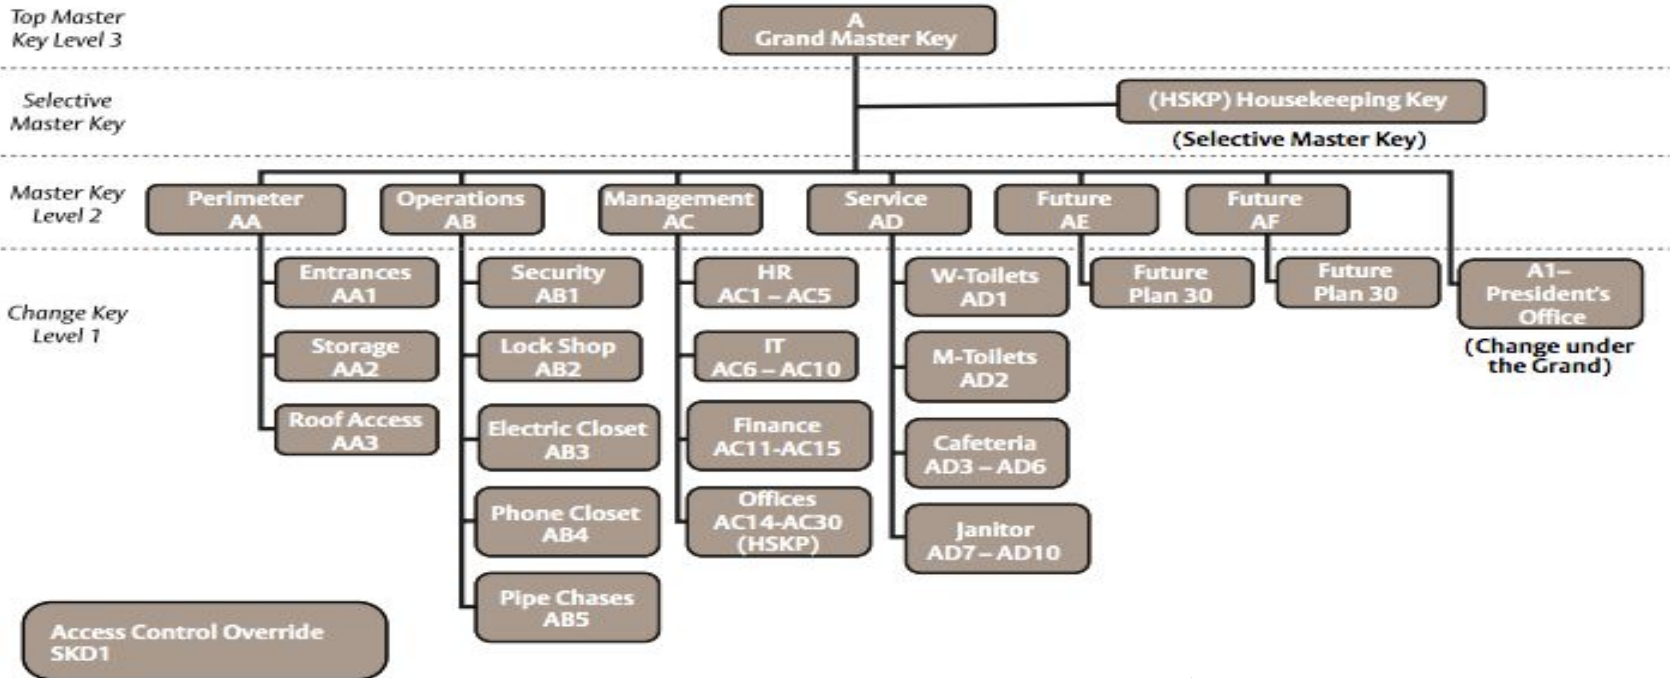 Top Master
Key Level 3
A
Grand Master Key
Selective
Master Key
(HSKP) Housekeeping Key
(Selective Master Key)
Master Key
Level 2
Perimeter
AA
Operations
AB
Management
AC
Service
AD
Future
AE
Future
AF
Change Key
Level 1
Entrances
AA1
Storage
AA2
Roof Access
AA3
Security
AB1
Lock Shop
AB2
Electric Closet
AB3
Phone Closet
AB4
Pipe Chases
AB5
HR
AC1 – AC5
IT
AC6 – AC10
Finance
AC11-AC15
Offices
AC14-AC30
(HSKP)
W-Toilets
AD1
M-Toilets
AD2
Cafeteria
AD3 – AD6
Janitor
AD7 – AD10
Future
Plan 30
Future
Plan 30
A1–
President's
Office
(Change under
the Grand)
Access Control Override
SKD1